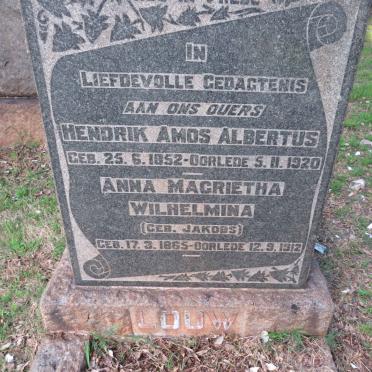 IN
LIEFDEVOLLE GEDAGTENIS
AAN ONS OUERS
HENDRIK AMOS ALBERTUS
GEB. 25. 6. 1852 - OORLEDE 5. 11. 1920
ANNA MAGRIETHA
WILHELMINA
(GEB. JAKOBS)
GEB. 17. 3. 1865 - OORLEDE 12. 9. 1912
LOUW